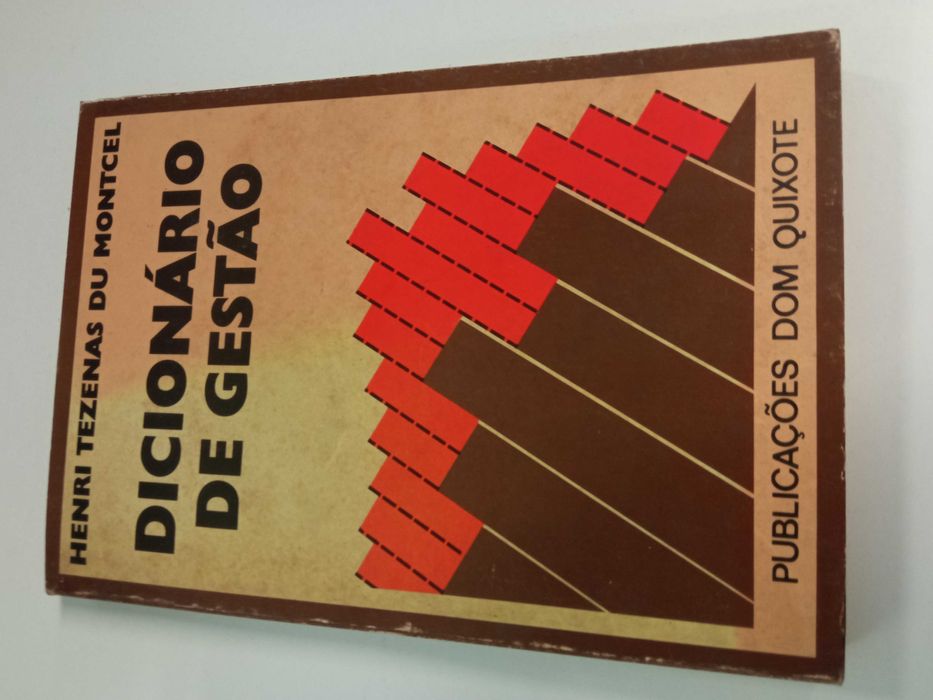 HENRI TEZENAS DU MONTCEL
DICIONÁRIO
DE GESTÃO
PUBLICAÇÕES DOM QUIXOTE